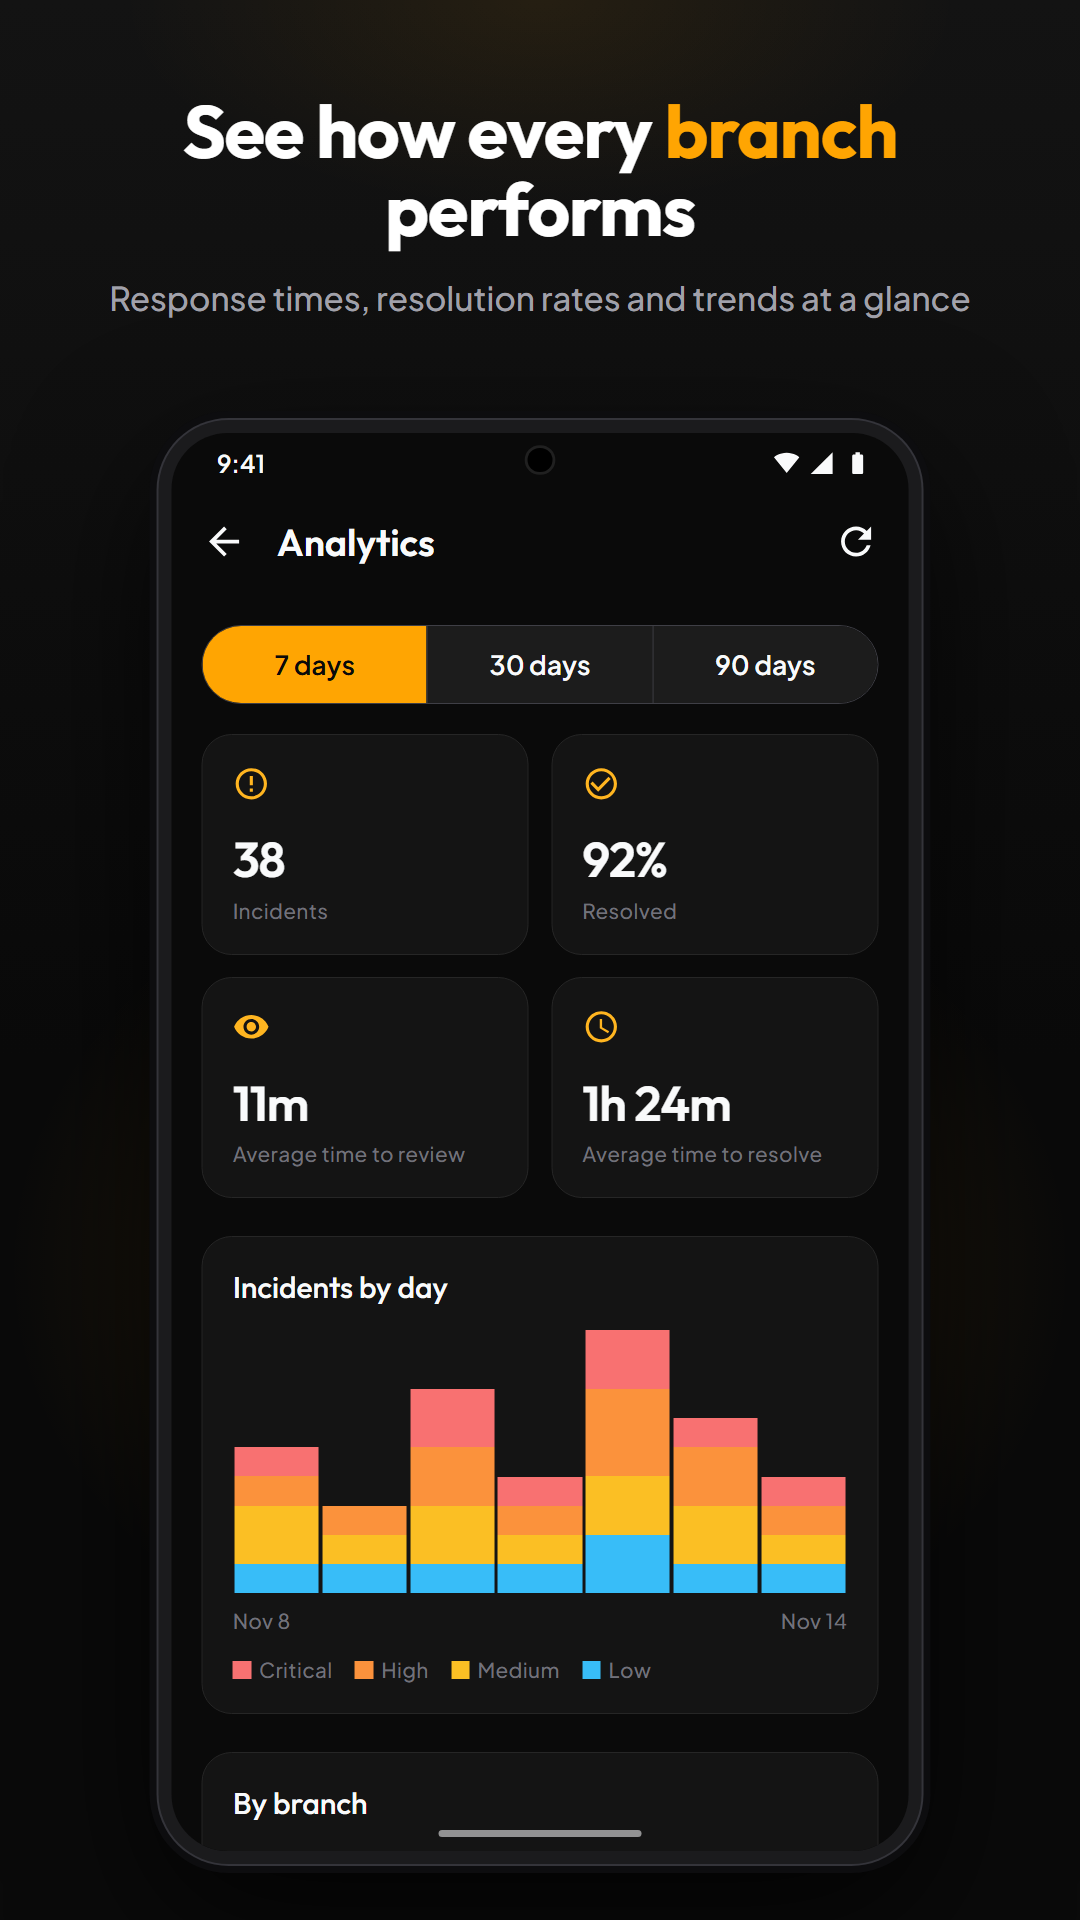 See how every branch
performs
Response times, resolution rates and trends at a glance
9:41
Analytics
7 days
30 days
90 days
38
Incidents
92%
Resolved
11m
Average time to review
1h 24m
Average time to resolve
Incidents by day
Nov 8
Nov 14
Critical
High
Medium
Low
By branch